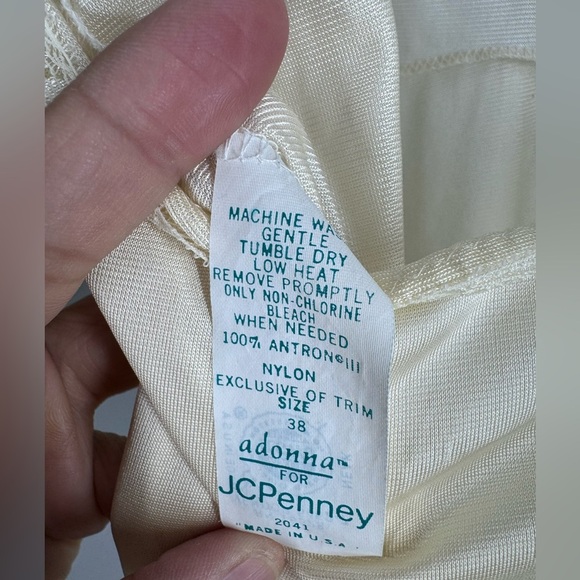 MACHINE WA
GENTLE
TUMBLE DRY
LOW HEAT
REMOVE PROMPTLY
ONLY NON-CHLORINE
BLEACH
WHEN NEEDED
100% ANTRON®III
NYLON
EXCLUSIVE OF TRIM
SIZE
38
adonna™
FOR
JCPenney
2041
"MADE IN U.S.A."